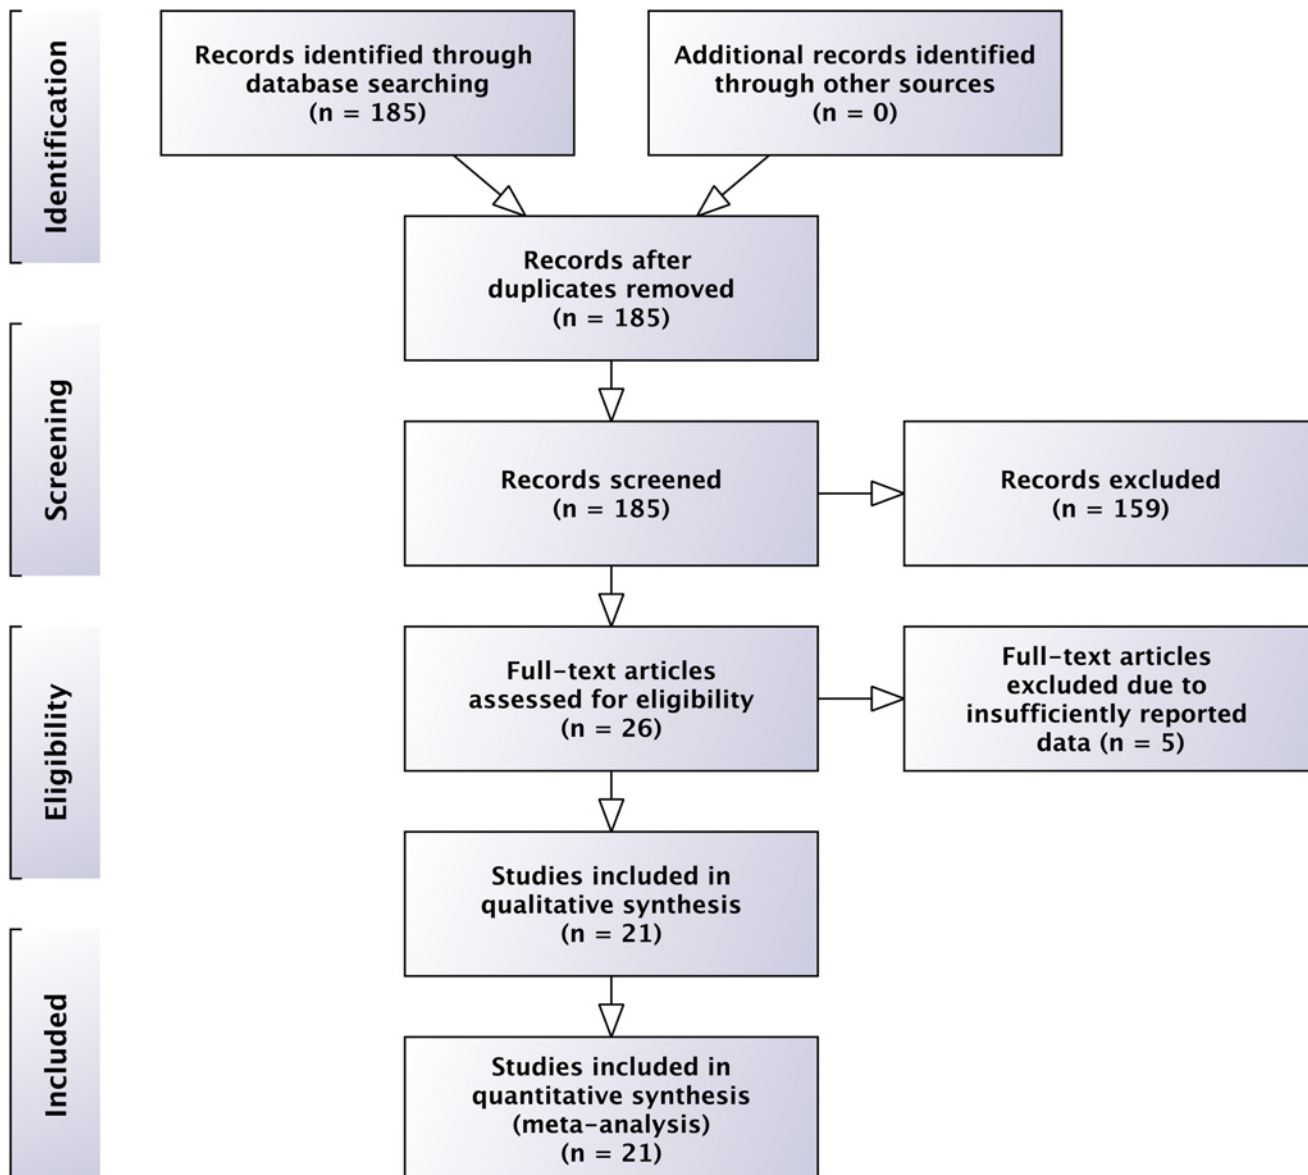 Identification
Records identified through
database searching
(n = 185)
Additional records identified
through other sources
(n = 0)
Records after
duplicates removed
(n = 185)
Screening
Records screened
(n = 185)
Records excluded
(n = 159)
Eligibility
Full-text articles
assessed for eligibility
(n = 26)
Full-text articles
excluded due to
insufficiently reported
data (n = 5)
Studies included in
qualitative synthesis
(n = 21)
Included
Studies included in
quantitative synthesis
(meta-analysis)
(n = 21)